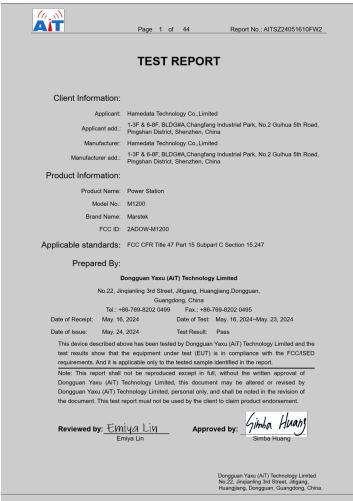 AiT
Page 1 of 44 Report No.: AITSZ24051610FW2
TEST REPORT
Client Information:
Applicant: Hamedata Technology Co.,Limited
Applicant add.: 1-3F & 6-8F, BLDG#A,Changfang Industrial Park, No.2 Guihua 5th Road,
Pingshan District, Shenzhen, China
Manufacturer: Hamedata Technology Co.,Limited
Manufacturer add.: 1-3F & 6-8F, BLDG#A,Changfang Industrial Park, No.2 Guihua 5th Road,
Pingshan District, Shenzhen, China
Product Information:
Product Name: Power Station
Model No.: M1200
Brand Name: Marstek
FCC ID: 2ADOW-M1200
Applicable standards: FCC CFR Title 47 Part 15 Subpart C Section 15.247
Prepared By:
Dongguan Yaxu (AiT) Technology Limited
No.22, Jinqianling 3rd Street, Jitigang, Huangjiang,Dongguan,
Guangdong, China
Tel.: +86-769-8202 0499 Fax.: +86-769-8202 0495
Date of Receipt: May. 16, 2024 Date of Test: May. 16, 2024~May. 23, 2024
Date of Issue: May. 24, 2024 Test Result: Pass
This device described above has been tested by Dongguan Yaxu (AiT) Technology Limited and the
test results show that the equipment under test (EUT) is in compliance with the FCC/ISED
requirements. And it is applicable only to the tested sample identified in the report.
Note: This report shall not be reproduced except in full, without the written approval of
Dongguan Yaxu (AiT) Technology Limited, this document may be altered or revised by
Dongguan Yaxu (AiT) Technology Limited, personal only, and shall be noted in the revision of
the document. This test report must not be used by the client to claim product endorsement.
Reviewed by: Emiya Lin Approved by: Simba Huang
Emiya Lin Simba Huang
Dongguan Yaxu (AiT) Technology Limited
No.22, Jinqianling 3rd Street, Jitigang,
Huangjiang, Dongguan, Guangdong, China.